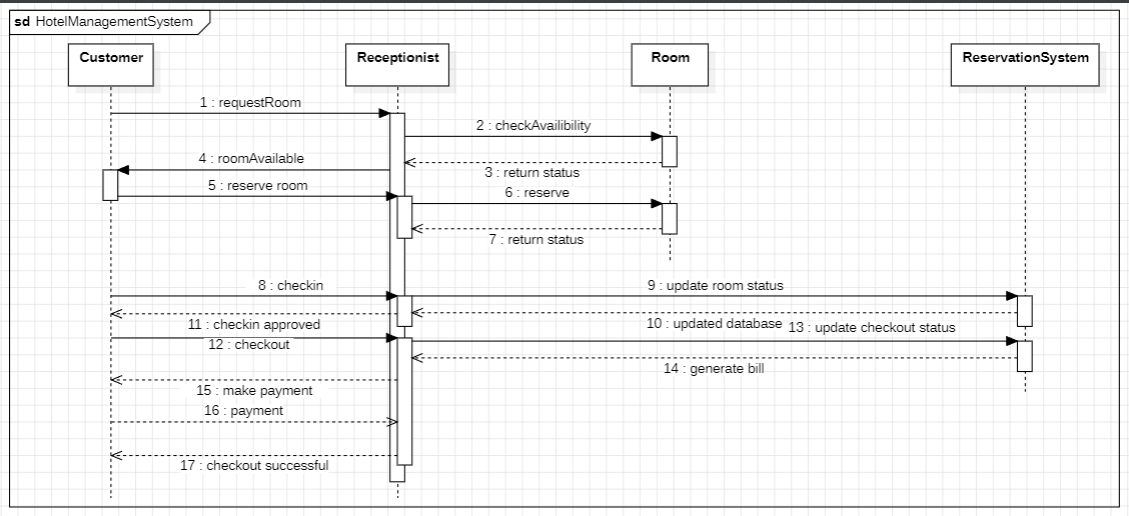 sd HotelManagementSystem
Customer
Receptionist
Room
ReservationSystem
1 : requestRoom
2 : checkAvailibility
4 : roomAvailable
3 : return status
5 : reserve room
6 : reserve
7 : return status
8 : checkin
9 : update room status
11 : checkin approved
10 : updated database
13 : update checkout status
12 : checkout
14 : generate bill
15 : make payment
16 : payment
17 : checkout successful